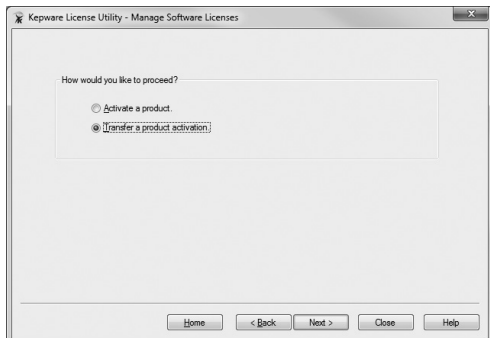 Kepware License Utility - Manage Software Licenses
How would you like to proceed?
Activate a product.
Transfer a product activation.
Home
< Back
Next >
Close
Help